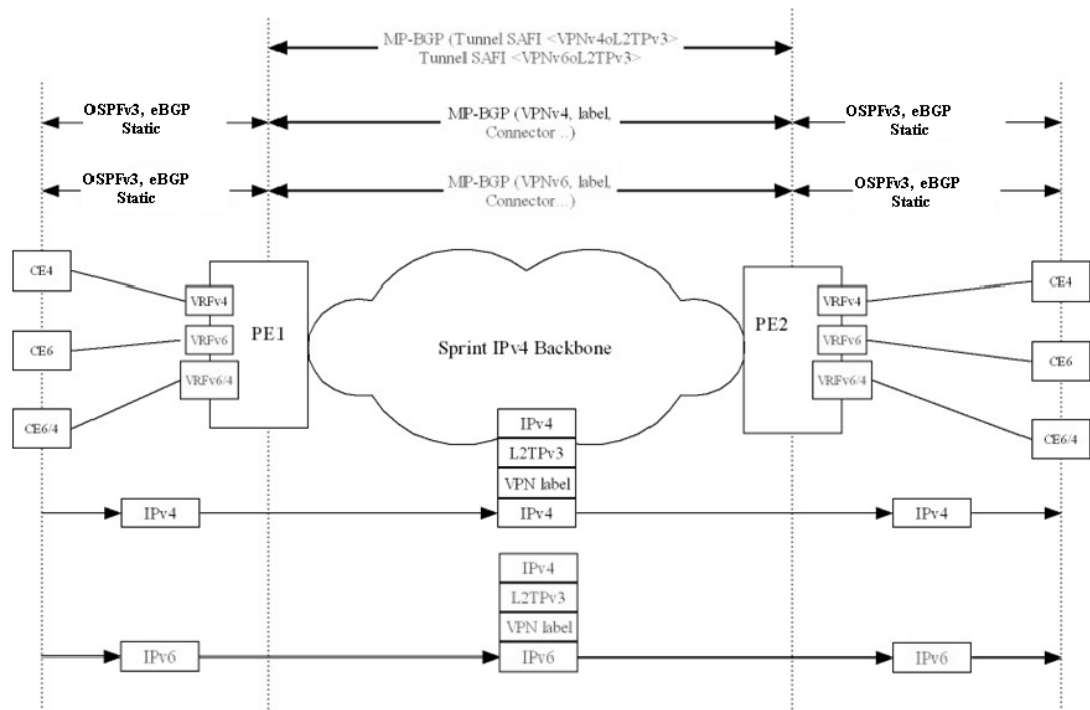 MP-BGP (Tunnel SAFI <VPNv4oL2TPv3>
Tunnell SAFI <VPNv6oL2TPv3>
OSPFv3, eBGP
Static
MP-BGP (VPNv4, label,
Connector ..)
OSPFv3, eBGP
Static
OSPFv3, eBGP
Static
MP-BGP (VPNv6, label,
Connector...)
OSPFv3, eBGP
Static
CE4
VRFv4
CE6
VRFv6
CE6/4
VRFv6/4
PE1
Sprint IPv4 Backbone
PE2
VRFv4
CE4
VRFv6
CE6
VRFv6/4
CE6/4
IPv4
L2TPv3
VPN label
IPv4
IPv4
IPv4
IPv4
L2TPv3
VPN label
IPv6
IPv6
IPv6